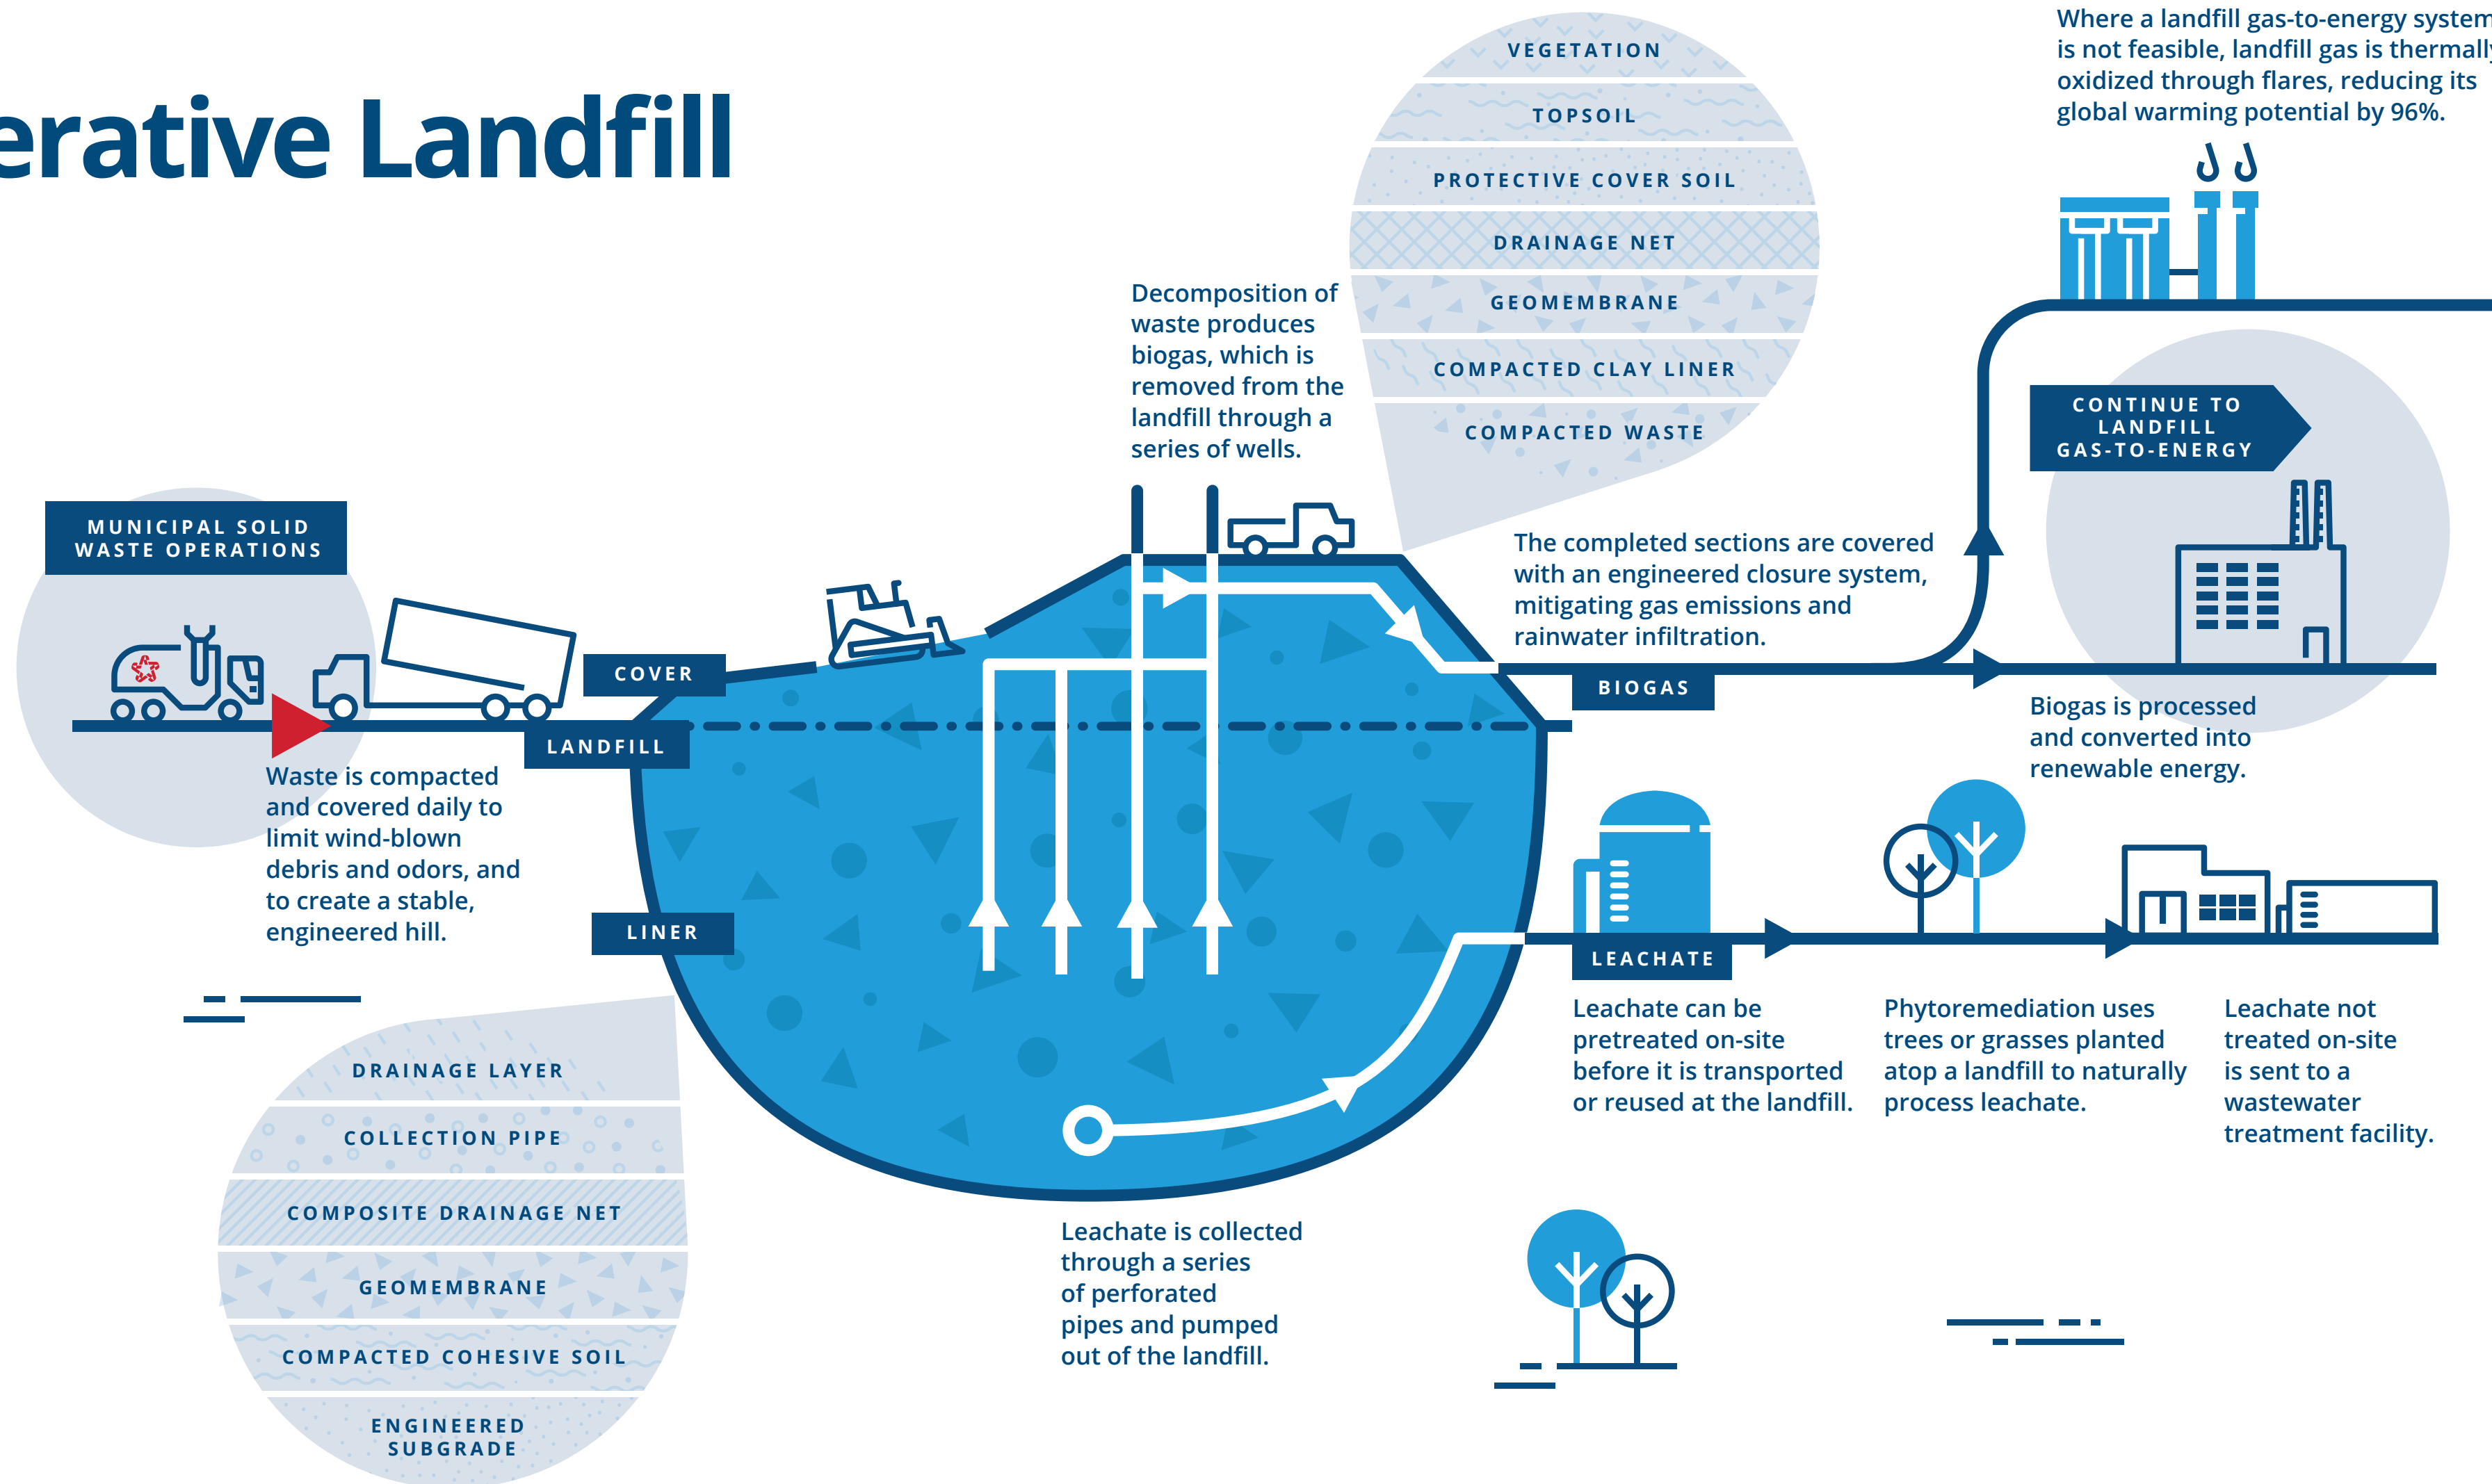 erative Landfill
Where a landfill gas-to-energy system
is not feasible, landfill gas is thermally
oxidized through flares, reducing its
global warming potential by 96%.
VEGETATION
TOPSOIL
PROTECTIVE COVER SOIL
DRAINAGE NET
GEOMEMBRANE
COMPACTED CLAY LINER
COMPACTED WASTE
Decomposition of
waste produces
biogas, which is
removed from the
landfill through a
series of wells.
CONTINUE TO
LANDFILL
GAS-TO-ENERGY
MUNICIPAL SOLID
WASTE OPERATIONS
The completed sections are covered
with an engineered closure system,
mitigating gas emissions and
rainwater infiltration.
COVER
BIOGAS
LANDFILL
Biogas is processed
and converted into
renewable energy.
Waste is compacted
and covered daily to
limit wind-blown
debris and odors, and
to create a stable,
engineered hill.
LINER
LEACHATE
Leachate can be
pretreated on-site
before it is transported
or reused at the landfill.
Phytoremediation uses
trees or grasses planted
atop a landfill to naturally
process leachate.
Leachate not
treated on-site
is sent to a
wastewater
treatment facility.
DRAINAGE LAYER
COLLECTION PIPE
COMPOSITE DRAINAGE NET
GEOMEMBRANE
COMPACTED COHESIVE SOIL
ENGINEERED
SUBGRADE
Leachate is collected
through a series
of perforated
pipes and pumped
out of the landfill.